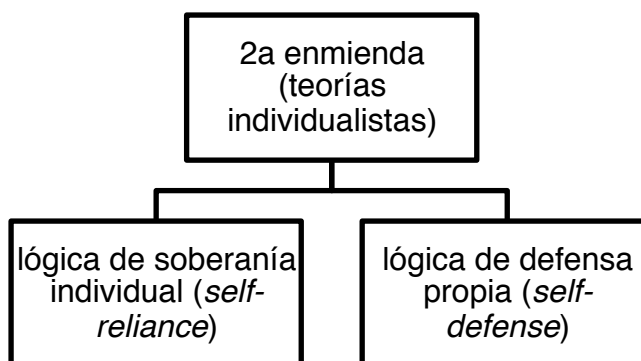 2a enmienda
(teorías
individualistas)
lógica de soberanía
individual (self-
reliance)
lógica de defensa
propia (self-
defense)